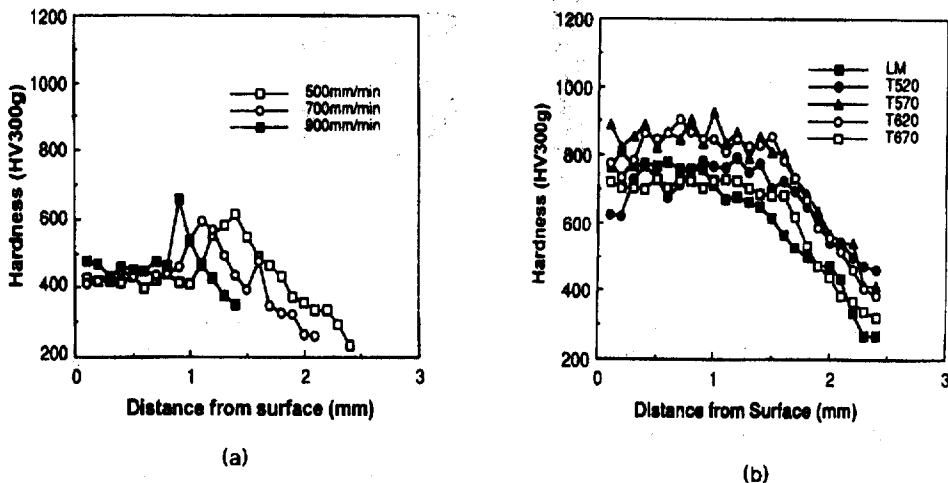 1200
1000
800
600
400
200
0
1
2
3
Hardness (HV300g)
Distance from surface (mm)
500mm/min
700mm/min
900mm/min
(a)
1200
1000
800
600
400
200
0
1
2
3
Hardness (HV300g)
Distance from Surface (mm)
LM
T520
T570
T620
T670
(b)